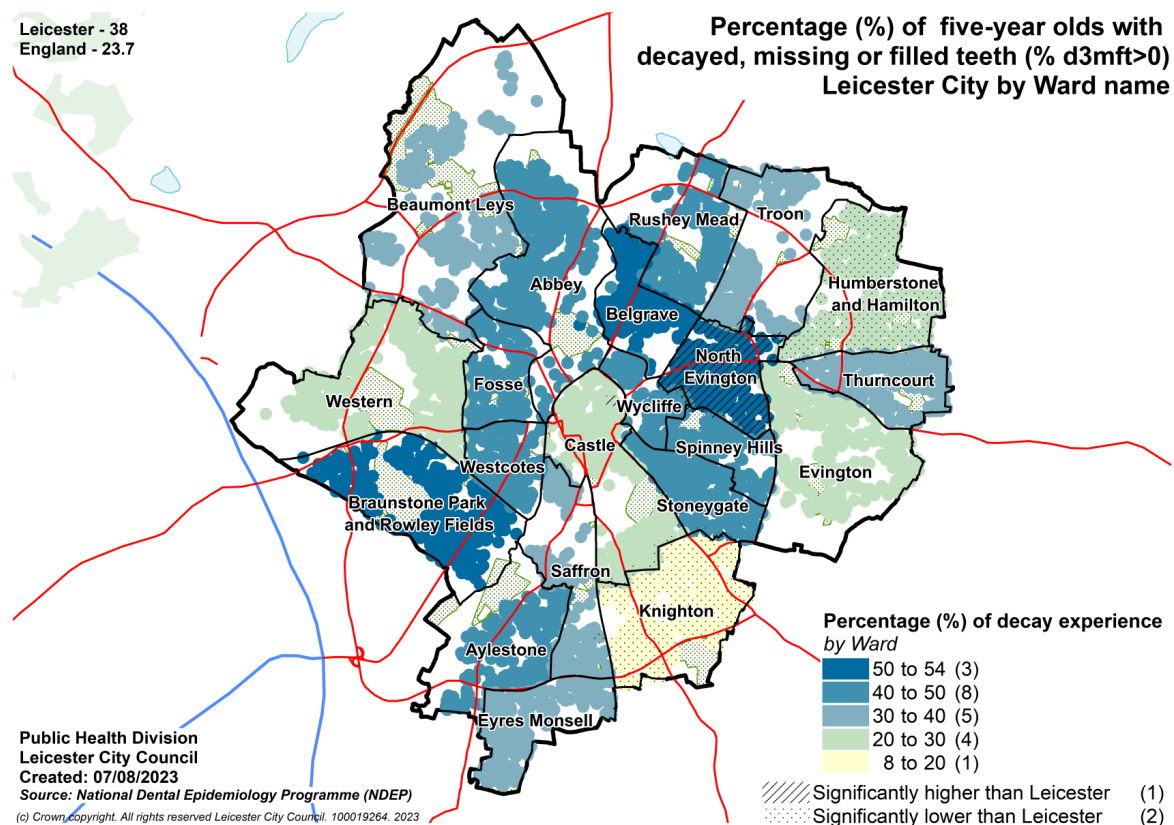 Leicester - 38
England - 23.7
Percentage (%) of five-year olds with
decayed, missing or filled teeth (% d3mft>0)
Leicester City by Ward name
Beaumont Leys
Rushey Mead
Troon
Abbey
Humberstone
and Hamilton
Belgrave
North
Evington
Thurncourt
Fosse
Western
Wycliffe
Castle
Spinney Hills
Evington
Westcotes
Braunstone Park
and Rowley Fields
Stoneygate
Saffron
Knighton
Aylestone
Eyres Monsell
Percentage (%) of decay experience
by Ward
50 to 54 (3)
40 to 50 (8)
30 to 40 (5)
20 to 30 (4)
8 to 20 (1)
Significantly higher than Leicester (1)
Significantly lower than Leicester (2)
Public Health Division
Leicester City Council
Created: 07/08/2023
Source: National Dental Epidemiology Programme (NDEP)
(c) Crown copyright. All rights reserved Leicester City Council. 100019264. 2023